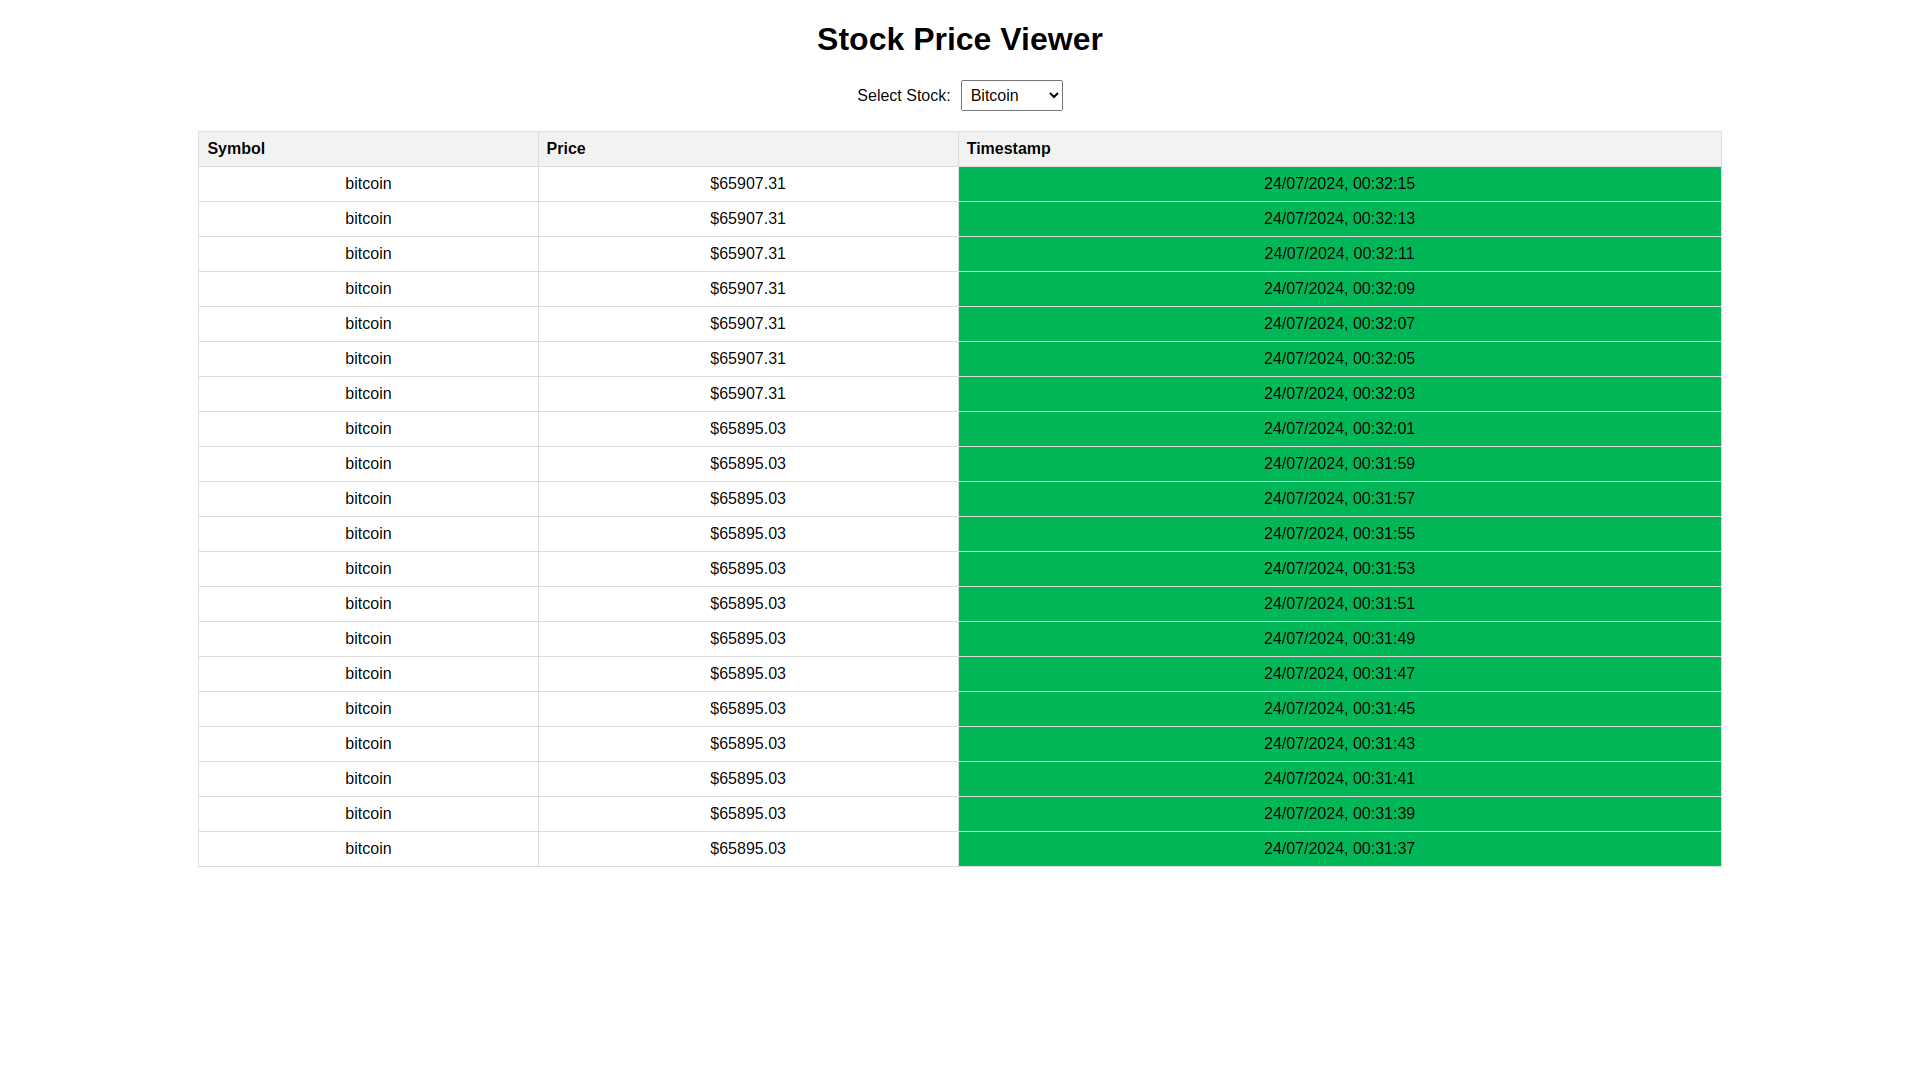 Stock Price Viewer
Select Stock: Bitcoin
Symbol Price Timestamp
bitcoin $65907.31 24/07/2024, 00:32:15
bitcoin $65907.31 24/07/2024, 00:32:13
bitcoin $65907.31 24/07/2024, 00:32:11
bitcoin $65907.31 24/07/2024, 00:32:09
bitcoin $65907.31 24/07/2024, 00:32:07
bitcoin $65907.31 24/07/2024, 00:32:05
bitcoin $65907.31 24/07/2024, 00:32:03
bitcoin $65895.03 24/07/2024, 00:32:01
bitcoin $65895.03 24/07/2024, 00:31:59
bitcoin $65895.03 24/07/2024, 00:31:57
bitcoin $65895.03 24/07/2024, 00:31:55
bitcoin $65895.03 24/07/2024, 00:31:53
bitcoin $65895.03 24/07/2024, 00:31:51
bitcoin $65895.03 24/07/2024, 00:31:49
bitcoin $65895.03 24/07/2024, 00:31:47
bitcoin $65895.03 24/07/2024, 00:31:45
bitcoin $65895.03 24/07/2024, 00:31:43
bitcoin $65895.03 24/07/2024, 00:31:41
bitcoin $65895.03 24/07/2024, 00:31:39
bitcoin $65895.03 24/07/2024, 00:31:37